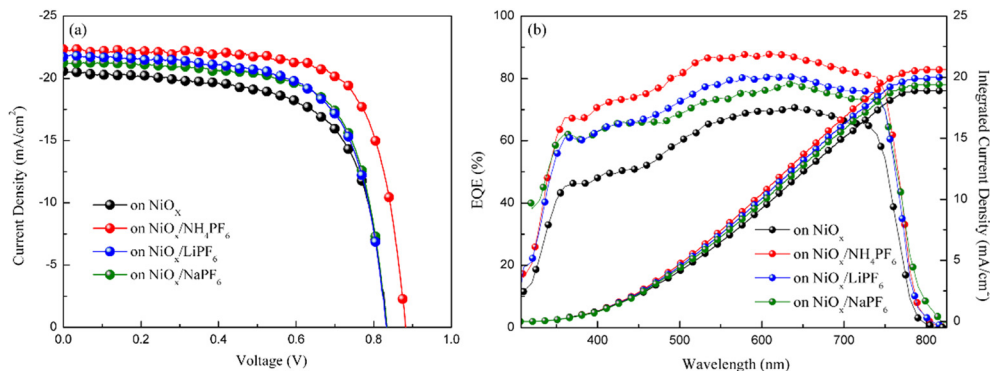 (a)
-25
-20
-15
-10
-5
0
0.0 0.2 0.4 0.6 0.8 1.0
Current Density (mA/cm²)
Voltage (V)
on NiOₓ
on NiOₓ/NH₄PF₆
on NiOₓ/LiPF₆
on NiOₓ/NaPF₆
(b)
100
80
60
40
20
0
400 500 600 700 800
EQE (%)
Wavelength (nm)
25
20
15
10
5
0
Integrated Current Density (mA/cm²)
on NiOₓ
on NiOₓ/NH₄PF₆
on NiOₓ/LiPF₆
on NiOₓ/NaPF₆